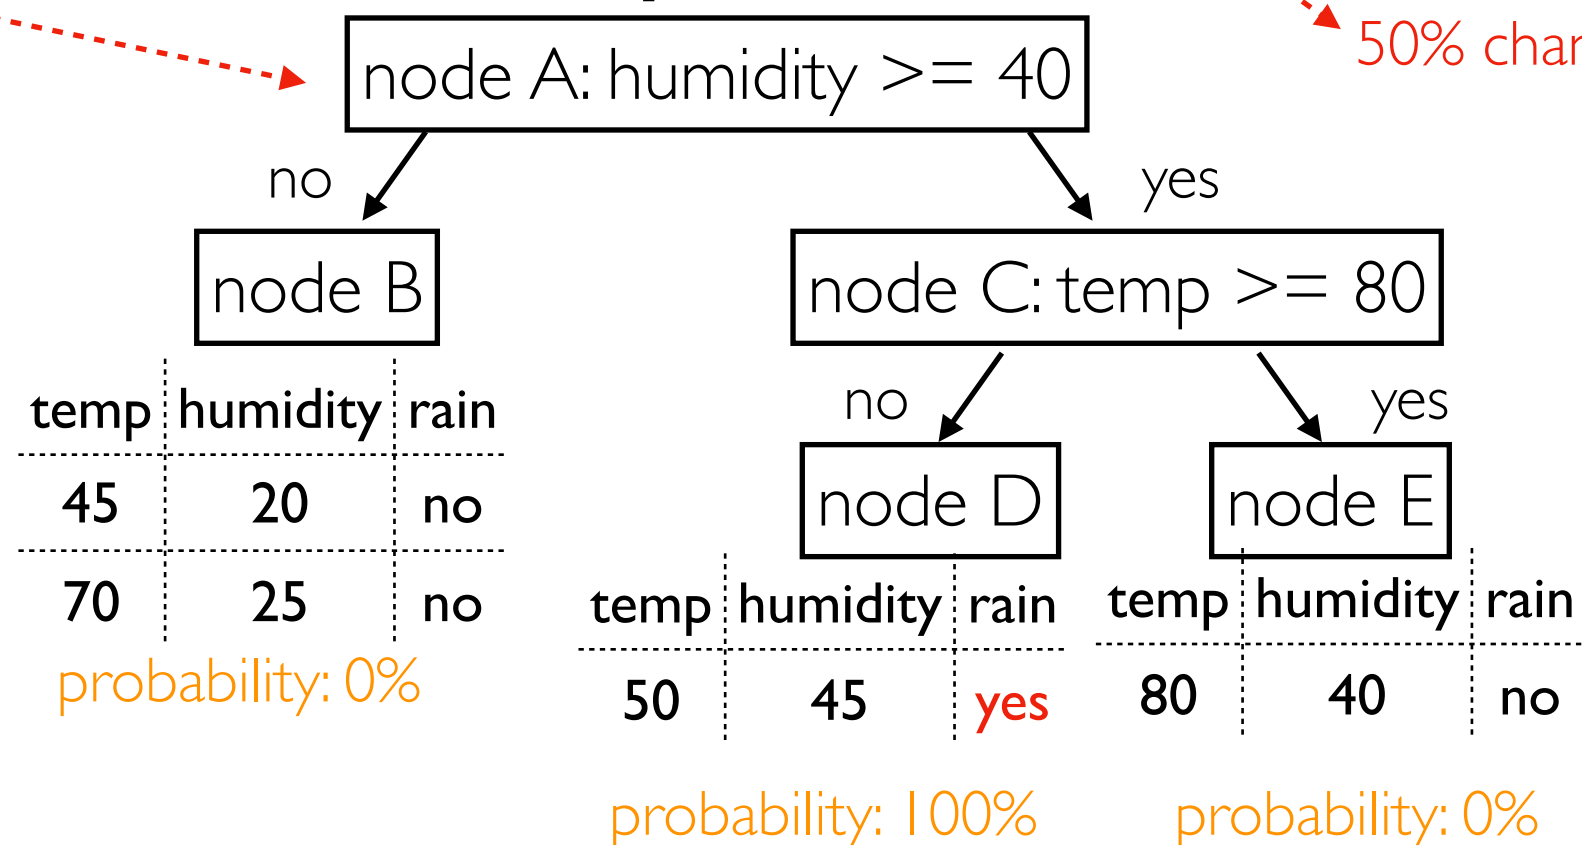 50% char
node A: humidity >= 40
no
yes
node B
node C: temp >= 80
temp humidity rain
45 20 no
70 25 no
probability: 0%
no
yes
node D
node E
temp humidity rain
50 45 yes
probability: 100%
temp humidity rain
80 40 no
probability: 0%